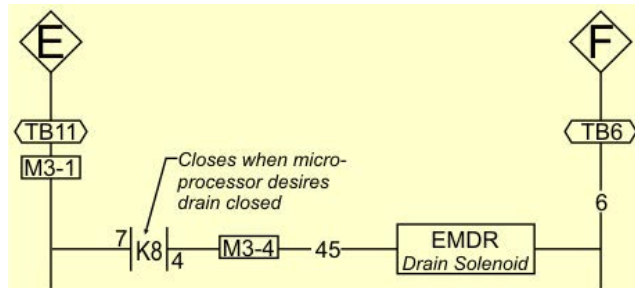 E
F
TB11
TB6
M3-1
Closes when micro-
processor desires
drain closed
6
7
K8
4
M3-4
45
EMDR
Drain Solenoid